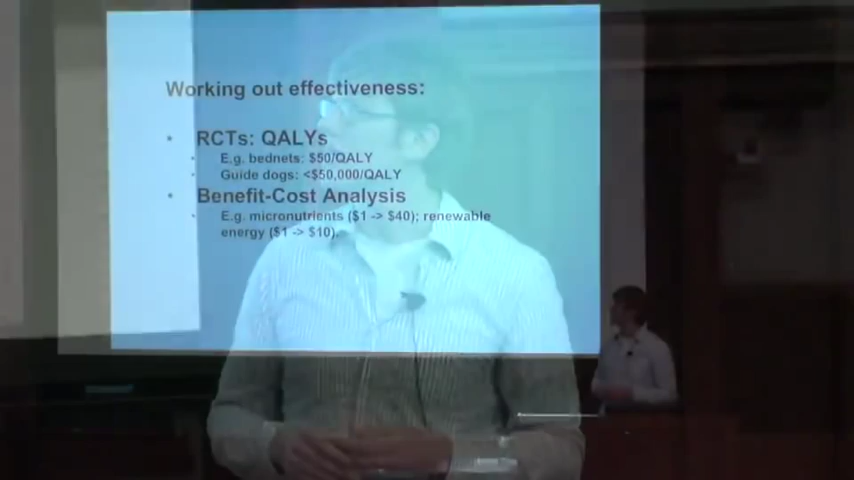 Working out effectiveness:
• RCTs: QALYs
• E.g. bednets: $50/QALY
• Guide dogs: <$50,000/QALY
• Benefit-Cost Analysis
• E.g. micronutrients ($1 -> $40); renewable
energy ($1 -> $10).